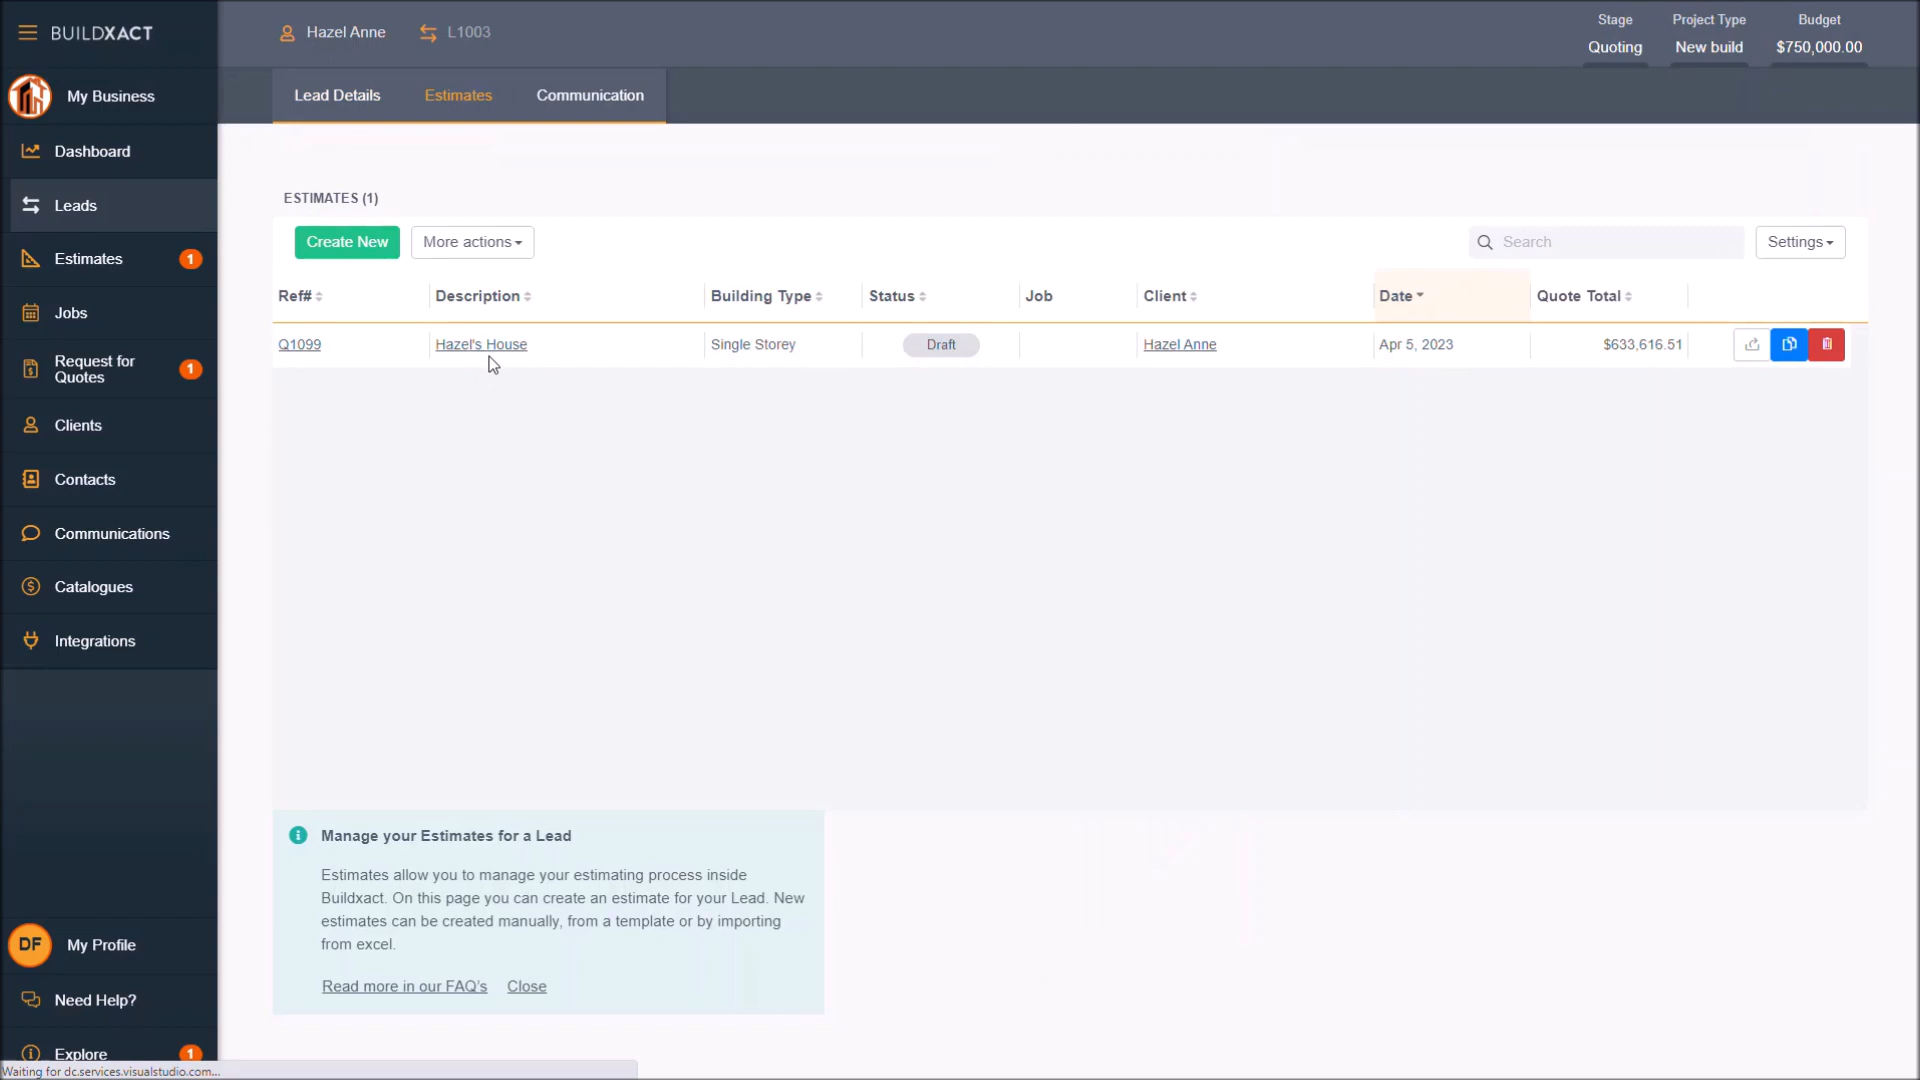 BUILDXACT
Hazel Anne L1003
Stage Project Type Budget
Quoting New build $750,000.00
My Business
Lead Details Estimates Communication
Dashboard
Leads
Estimates 1
Jobs
Request for
Quotes 1
Clients
Contacts
Communications
Catalogues
Integrations
ESTIMATES (1)
Create New More actions Search Settings
Ref# Description Building Type Status Job Client Date Quote Total
Q1099 Hazel's House Single Storey Draft Hazel Anne Apr 5, 2023 $633,616.51
Manage your Estimates for a Lead
Estimates allow you to manage your estimating process inside
Buildxact. On this page you can create an estimate for your Lead. New
estimates can be created manually, from a template or by importing
from excel.
Read more in our FAQ's Close
DF My Profile
Need Help?
Explore 1
Waiting for dc.services.visualstudio.com...